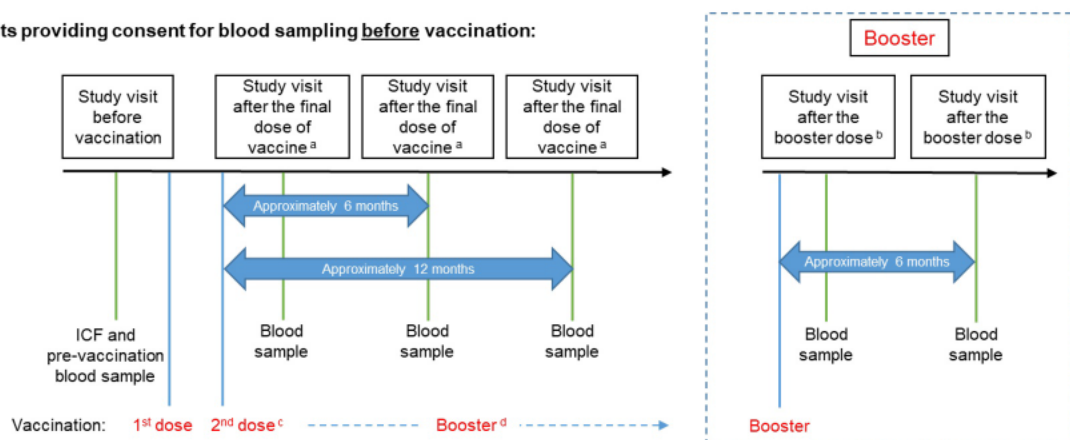 ts providing consent for blood sampling before vaccination:
Booster
Study visit
before
vaccination
Study visit
after the final
dose of
vaccine a
Study visit
after the final
dose of
vaccine a
Study visit
after the final
dose of
vaccine a
Study visit
after the
booster dose b
Study visit
after the
booster dose b
Approximately 6 months
Approximately 12 months
Approximately 6 months
ICF and
pre-vaccination
blood sample
Blood
sample
Blood
sample
Blood
sample
Blood
sample
Blood
sample
Vaccination: 1st dose 2nd dose c Booster d Booster